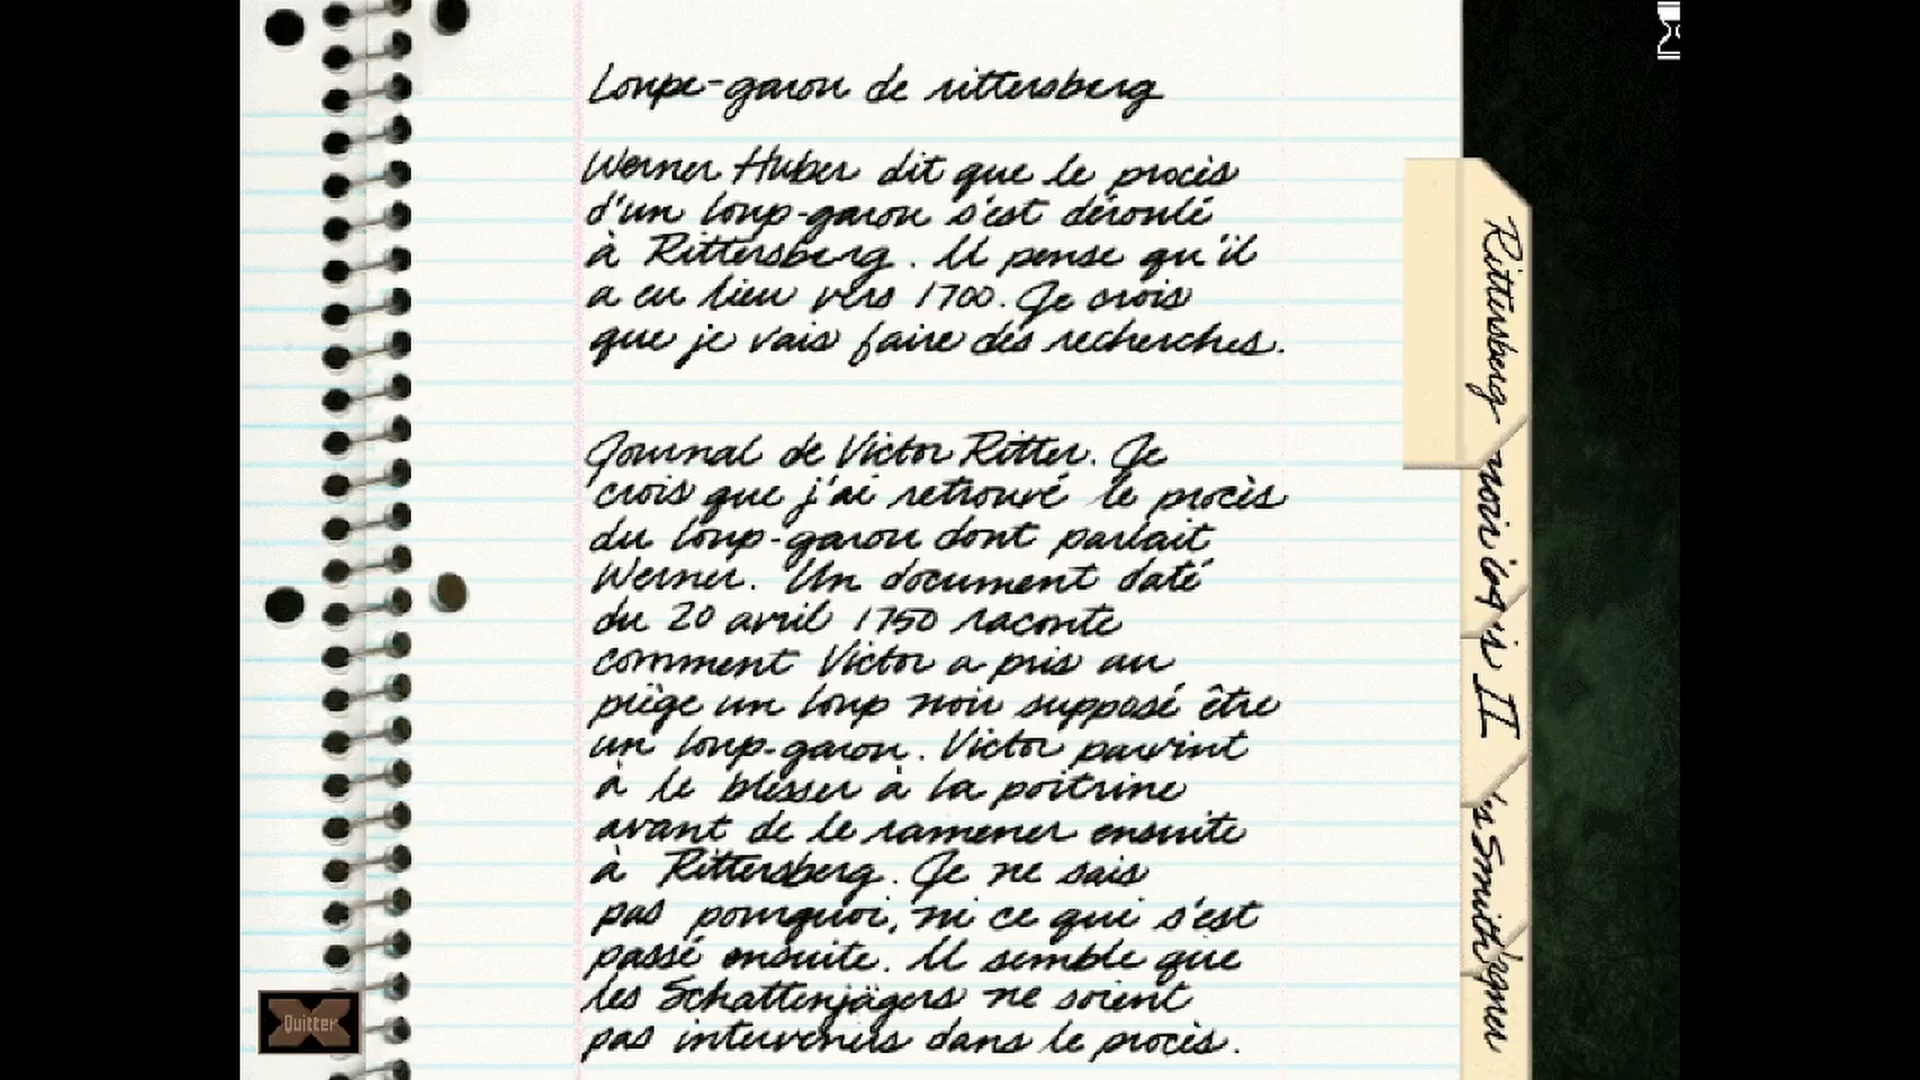 Loupe-garou de rittersberg
Werner Huber dit que le procès
d'un loup-garou s'est déroulé
à Rittersberg. Il pense qu'il
a eu lieu vers 1700. Je crois
que je vais faire des recherches.
Journal de Victor Ritter. Je
crois que j'ai retrouvé le procès
du loup-garou dont parlait
Werner. Un document daté
du 20 avril 1750 raconte
comment Victor a pris au
piège un loup noir supposé être
un loup-garou. Victor parvint
à le blesser à la poitrine
avant de le ramener ensuite
à Rittersberg. Je ne sais
pas pourquoi, ni ce qui s'est
passé ensuite. Il semble que
les Schattenjägers ne soient
pas intervenus dans le procès.
Rittersberg
noir
is II
's Smith
gner
Quitter